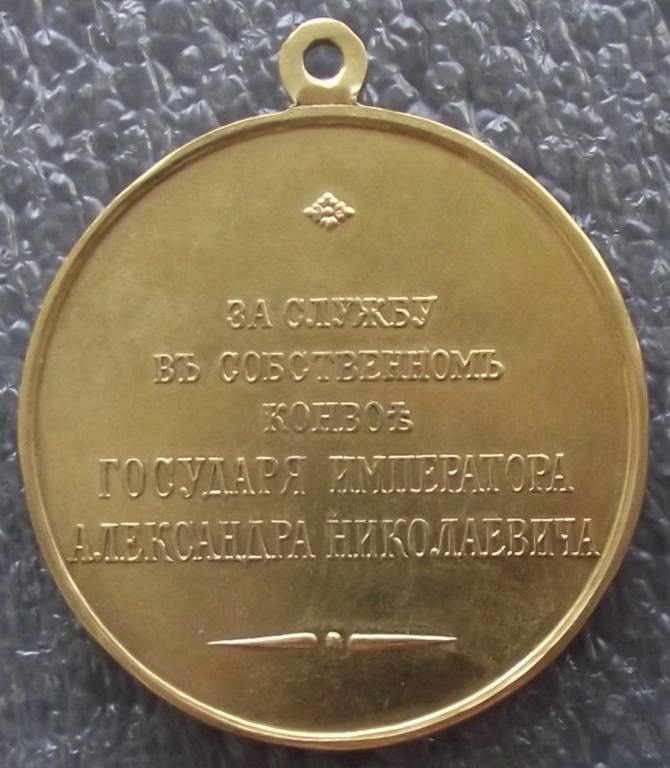 ЗА СЛУЖБУ
ВЪ СОБСТВЕННОМЪ
КОНВОѢ
ГОСУДАРЯ ИМПЕРАТОРА
АЛЕКСАНДРА НИКОЛАЕВИЧА